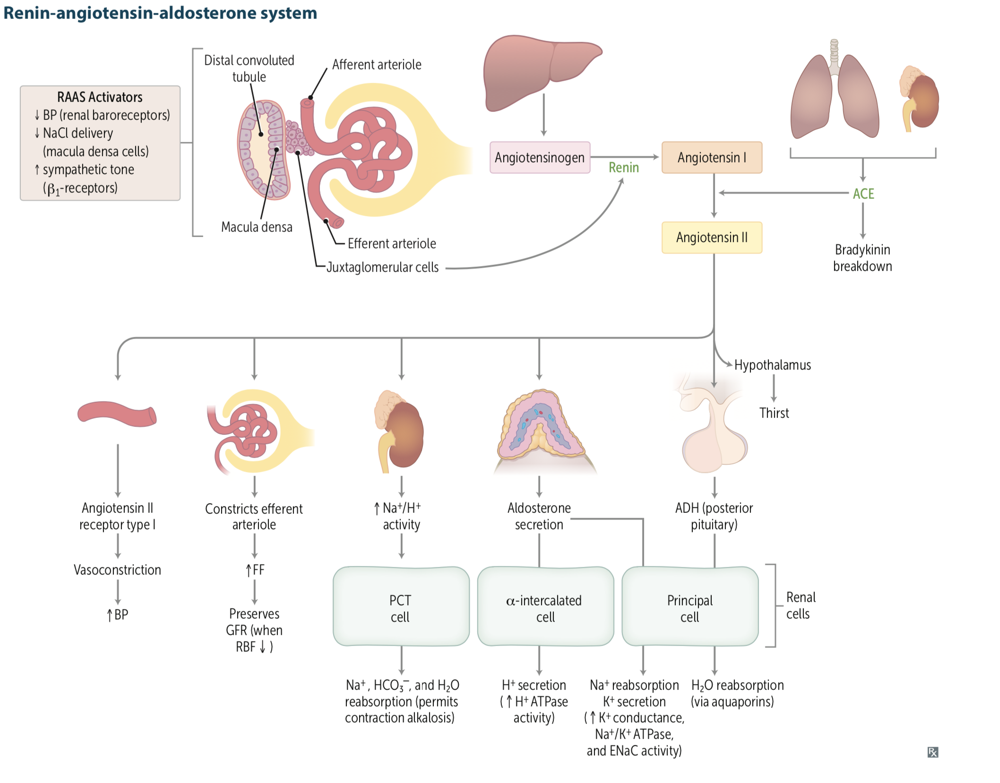 Renin-angiotensin-aldosterone system
RAAS Activators
↓ BP (renal baroreceptors)
↓ NaCl delivery
(macula densa cells)
↑ sympathetic tone
(β₁-receptors)
Distal convoluted
tubule
Afferent arteriole
Macula densa
Efferent arteriole
Juxtaglomerular cells
Angiotensinogen
Renin
Angiotensin I
ACE
Angiotensin II
Bradykinin
breakdown
Hypothalamus
Thirst
Angiotensin II
receptor type I
Vasoconstriction
↑ BP
Constricts efferent
arteriole
↑ FF
Preserves
GFR (when
RBF ↓ )
↑ Na⁺/H⁺
activity
PCT
cell
Na⁺, HCO₃⁻, and H₂O
reabsorption (permits
contraction alkalosis)
Aldosterone
secretion
α-intercalated
cell
H⁺ secretion
( ↑ H⁺ ATPase
activity)
ADH (posterior
pituitary)
Principal
cell
Na⁺ reabsorption
K⁺ secretion
( ↑ K⁺ conductance,
Na⁺/K⁺ ATPase,
and ENaC activity)
H₂O reabsorption
(via aquaporins)
Renal
cells
Rx